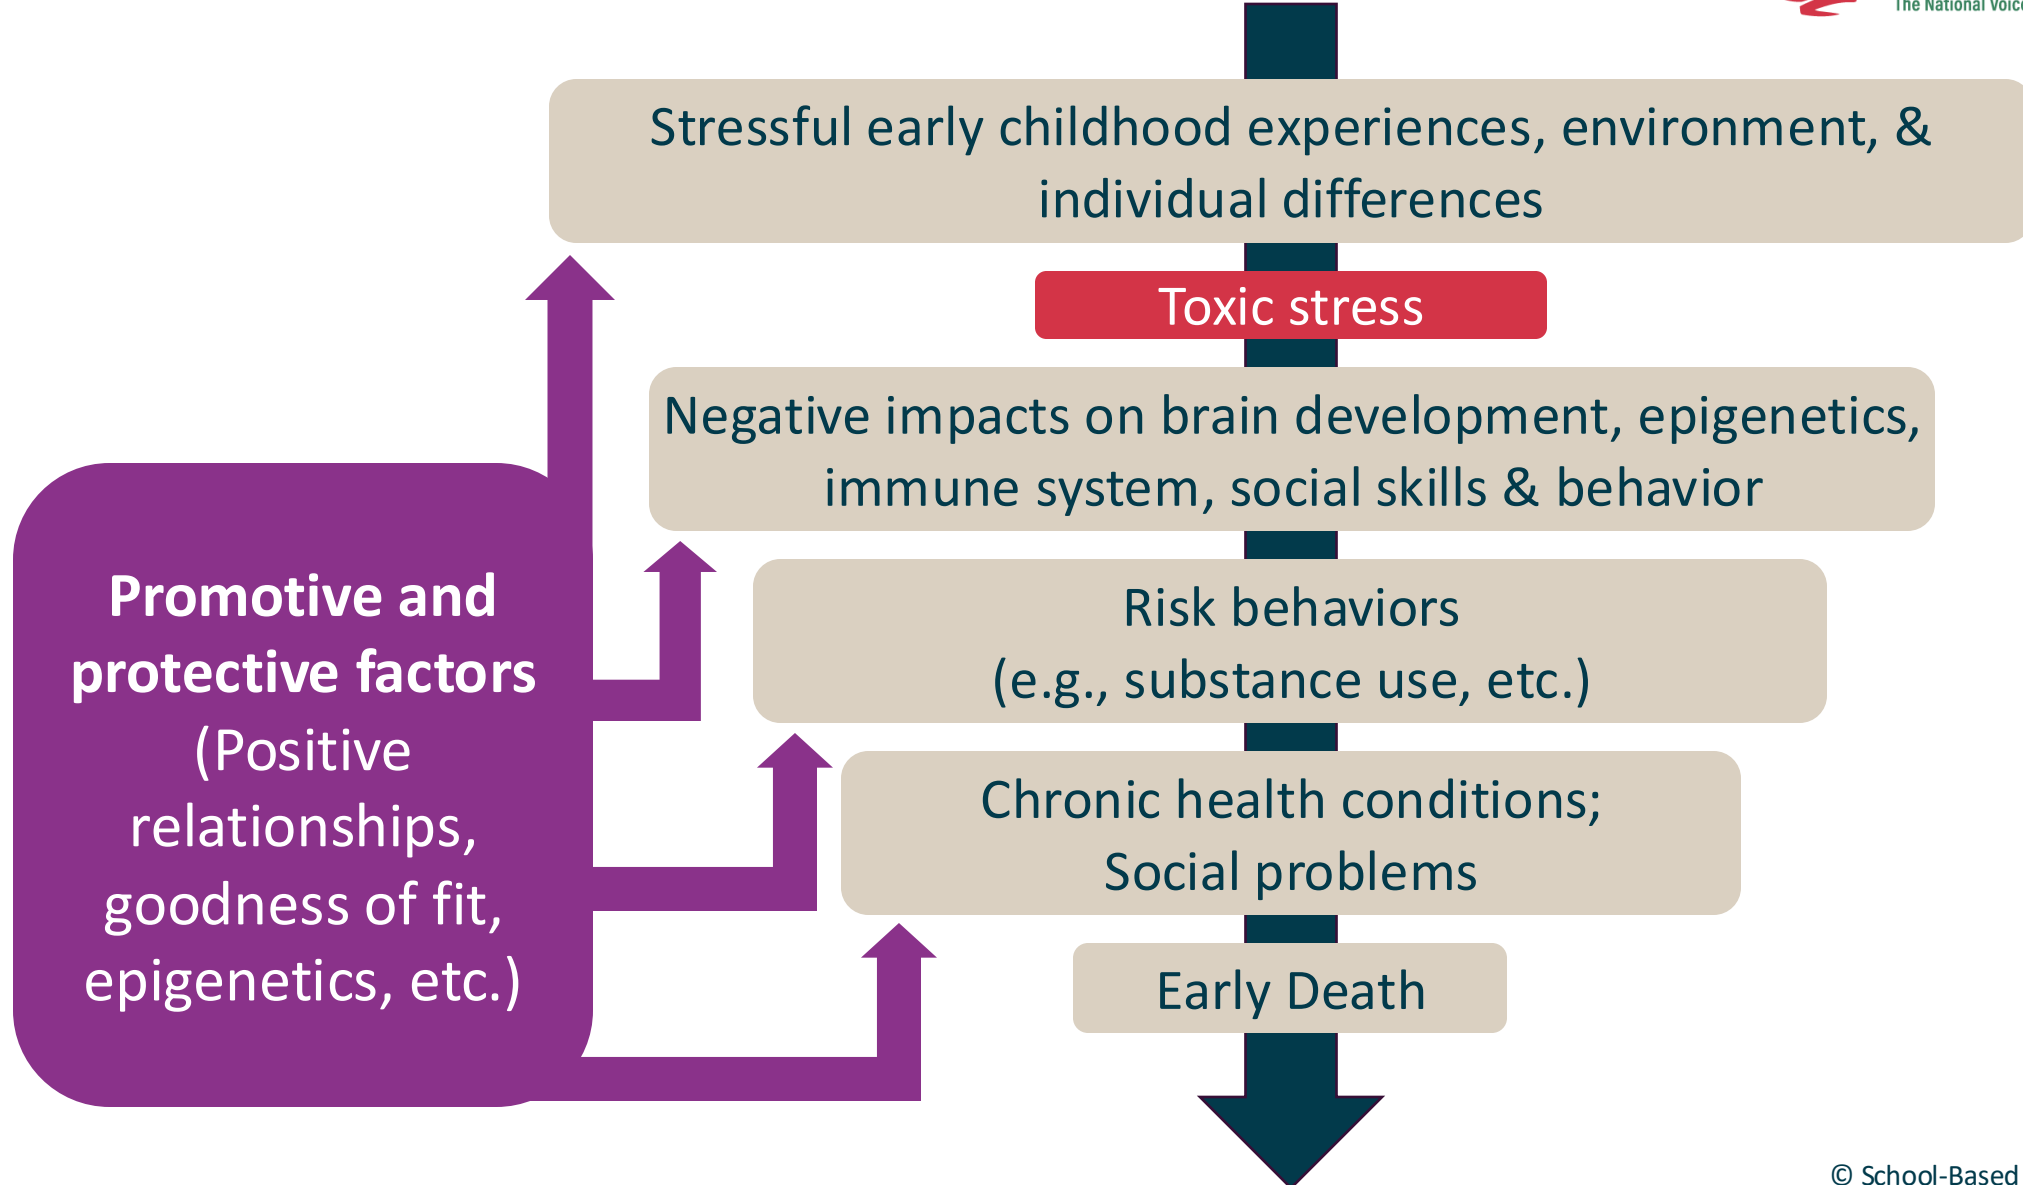 The National Voice
Stressful early childhood experiences, environment, &
individual differences
Toxic stress
Negative impacts on brain development, epigenetics,
immune system, social skills & behavior
Risk behaviors
(e.g., substance use, etc.)
Chronic health conditions;
Social problems
Early Death
Promotive and
protective factors
(Positive
relationships,
goodness of fit,
epigenetics, etc.)
© School-Based